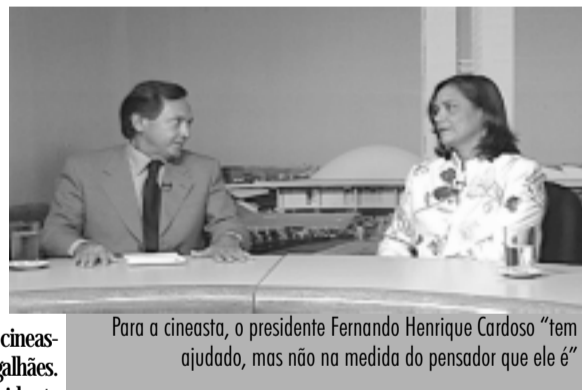 Para a cineasta, o presidente Fernando Henrique Cardoso “tem
ajudado, mas não na medida do pensador que ele é”
cineas-
galhães.